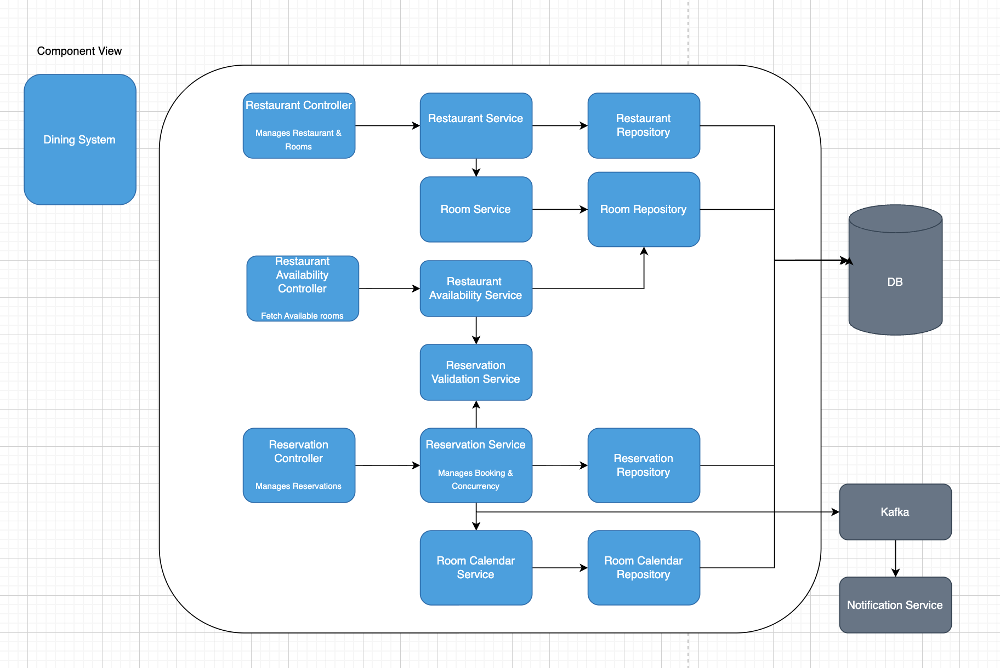 Component View
Dining System
Restaurant Controller
Manages Restaurant &
Rooms
Restaurant Service
Restaurant
Repository
Room Service
Room Repository
Restaurant
Availability
Controller
Fetch Available rooms
Restaurant
Availability Service
DB
Reservation
Validation Service
Reservation
Controller
Manages Reservations
Reservation Service
Manages Booking &
Concurrency
Reservation
Repository
Kafka
Room Calendar
Service
Room Calendar
Repository
Notification Service